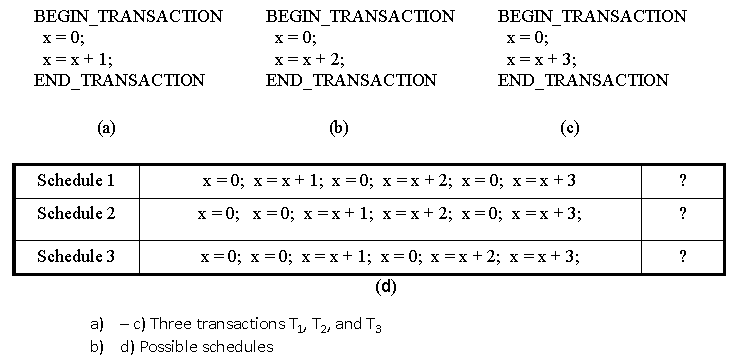 BEGIN_TRANSACTION BEGIN_TRANSACTION BEGIN_TRANSACTION
x = 0; x = 0; x = 0;
x = x + 1; x = x + 2; x = x + 3;
END_TRANSACTION END_TRANSACTION END_TRANSACTION
(a) (b) (c)
Schedule 1 x = 0; x = x + 1; x = 0; x = x + 2; x = 0; x = x + 3 ?
Schedule 2 x = 0; x = 0; x = x + 1; x = x + 2; x = 0; x = x + 3; ?
Schedule 3 x = 0; x = 0; x = x + 1; x = 0; x = x + 2; x = x + 3; ?
(d)
a) – c) Three transactions T₁, T₂, and T₃
b) d) Possible schedules